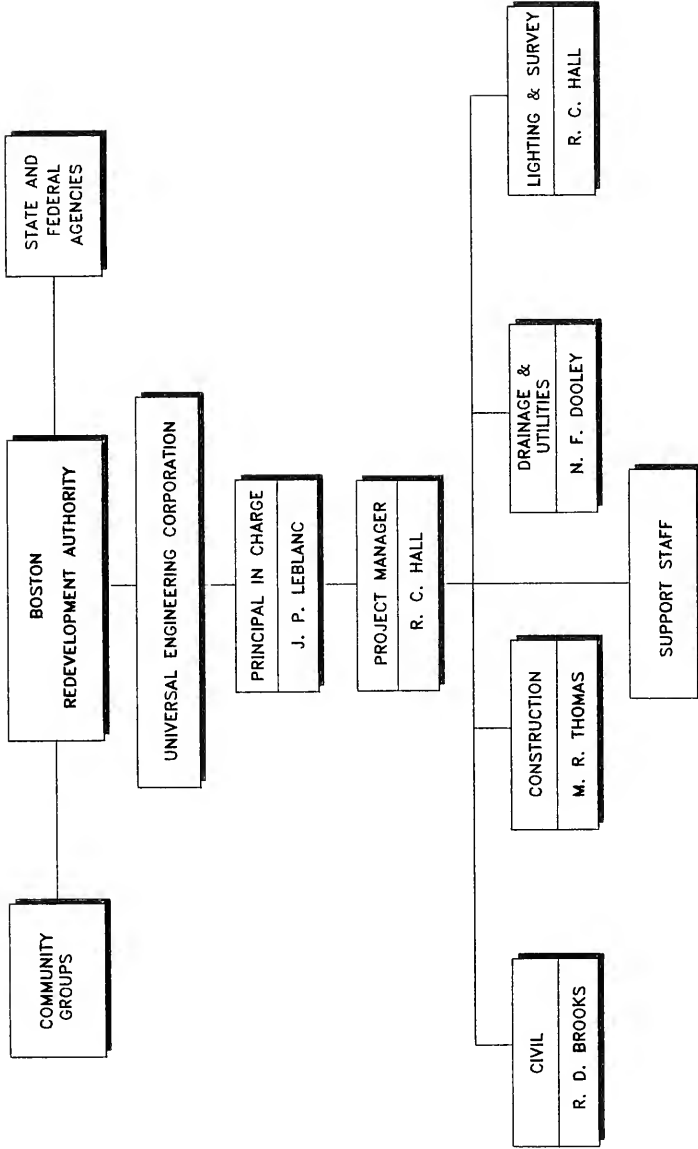 COMMUNITY
GROUPS
BOSTON
REDEVELOPMENT AUTHORITY
STATE AND
FEDERAL
AGENCIES
UNIVERSAL ENGINEERING CORPORATION
PRINCIPAL IN CHARGE
J. P. LEBLANC
PROJECT MANAGER
R. C. HALL
CIVIL
R. D. BROOKS
CONSTRUCTION
M. R. THOMAS
DRAINAGE &
UTILITIES
N. F. DOOLEY
LIGHTING & SURVEY
R. C. HALL
SUPPORT STAFF